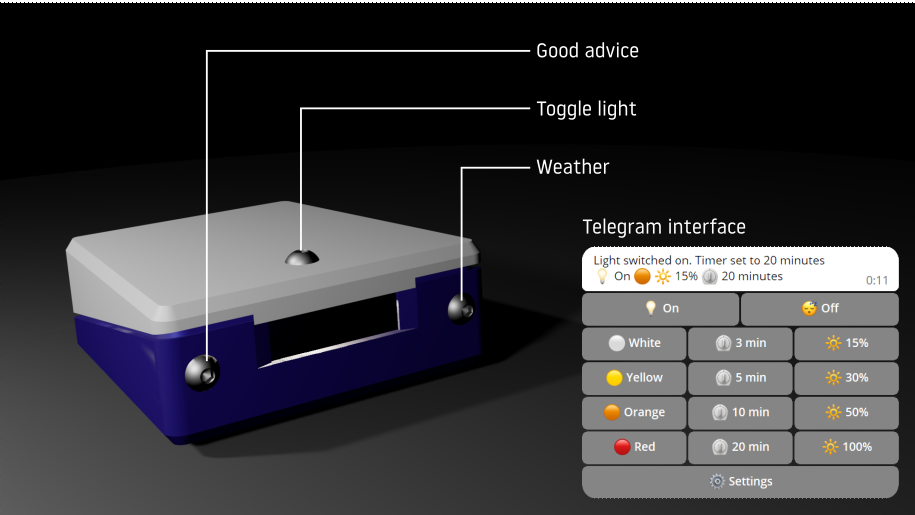 Good advice
Toggle light
Weather
Telegram interface
Light switched on. Timer set to 20 minutes
On 15% 20 minutes
0:11
On
Off
White
3 min
15%
Yellow
5 min
30%
Orange
10 min
50%
Red
20 min
100%
Settings